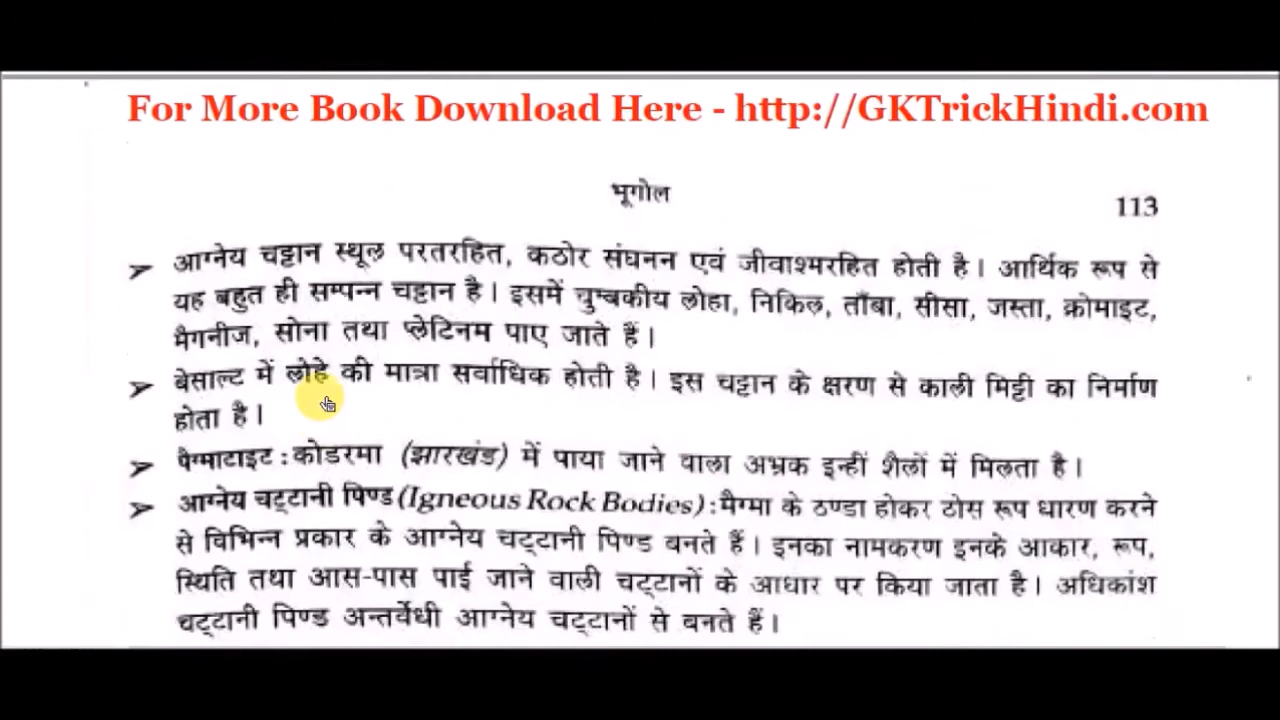 For More Book Download Here - http://GKTrickHindi.com
भूगोल
113
➤ आग्नेय चट्टान स्थूल परतरहित, कठोर संघनन एवं जीवाश्मरहित होती है। आर्थिक रूप से
यह बहुत ही सम्पन्न चट्टान है। इसमें चुम्बकीय लोहा, निकिल, ताँबा, सीसा, जस्ता, क्रोमाइट,
मैगनीज, सोना तथा प्लेटिनम पाए जाते हैं।
➤ बेसाल्ट में लोहे की मात्रा सर्वाधिक होती है। इस चट्टान के क्षरण से काली मिट्टी का निर्माण
होता है।
➤ पैग्माटाइट : कोडरमा (झारखंड) में पाया जाने वाला अभ्रक इन्हीं शैलों में मिलता है।
➤ आग्नेय चट्टानी पिण्ड (Igneous Rock Bodies) : मैग्मा के ठण्डा होकर ठोस रूप धारण करने
से विभिन्न प्रकार के आग्नेय चट्टानी पिण्ड बनते हैं। इनका नामकरण इनके आकार, रूप,
स्थिति तथा आस-पास पाई जाने वाली चट्टानों के आधार पर किया जाता है। अधिकांश
चट्टानी पिण्ड अन्तर्वेधी आग्नेय चट्टानों से बनते हैं।